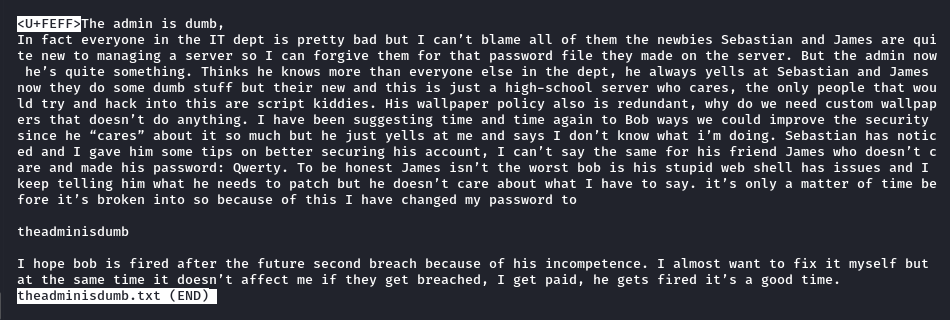 <U+FEFF>The admin is dumb,
In fact everyone in the IT dept is pretty bad but I can’t blame all of them the newbies Sebastian and James are qui
te new to managing a server so I can forgive them for that password file they made on the server. But the admin now
 he’s quite something. Thinks he knows more than everyone else in the dept, he always yells at Sebastian and James
now they do some dumb stuff but their new and this is just a high-school server who cares, the only people that wou
ld try and hack into this are script kiddies. His wallpaper policy also is redundant, why do we need custom wallpap
ers that doesn’t do anything. I have been suggesting time and time again to Bob ways we could improve the security
since he “cares” about it so much but he just yells at me and says I don’t know what i’m doing. Sebastian has notic
ed and I gave him some tips on better securing his account, I can’t say the same for his friend James who doesn’t c
are and made his password: Qwerty. To be honest James isn’t the worst bob is his stupid web shell has issues and I
keep telling him what he needs to patch but he doesn’t care about what I have to say. it’s only a matter of time be
fore it’s broken into so because of this I have changed my password to

theadminisdumb

I hope bob is fired after the future second breach because of his incompetence. I almost want to fix it myself but
at the same time it doesn’t affect me if they get breached, I get paid, he gets fired it’s a good time.
theadminisdumb.txt (END)